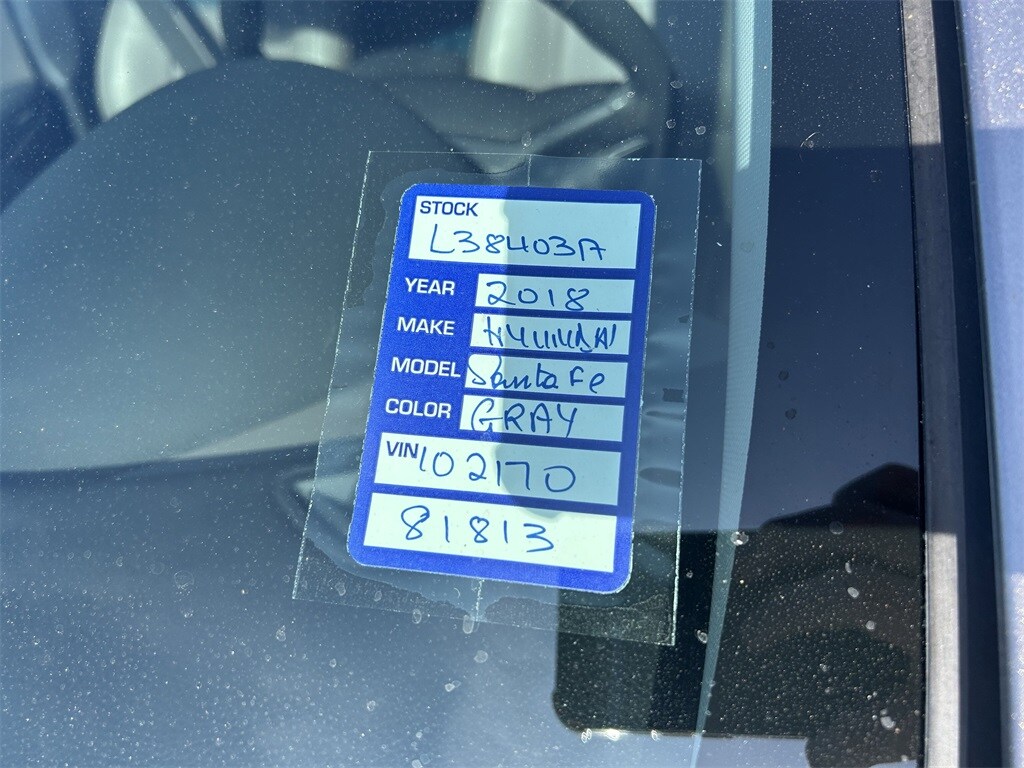 STOCK
L38403A
YEAR 2018
MAKE HYUNDAI
MODEL Santa Fe
COLOR GRAY
VIN 102170
81813